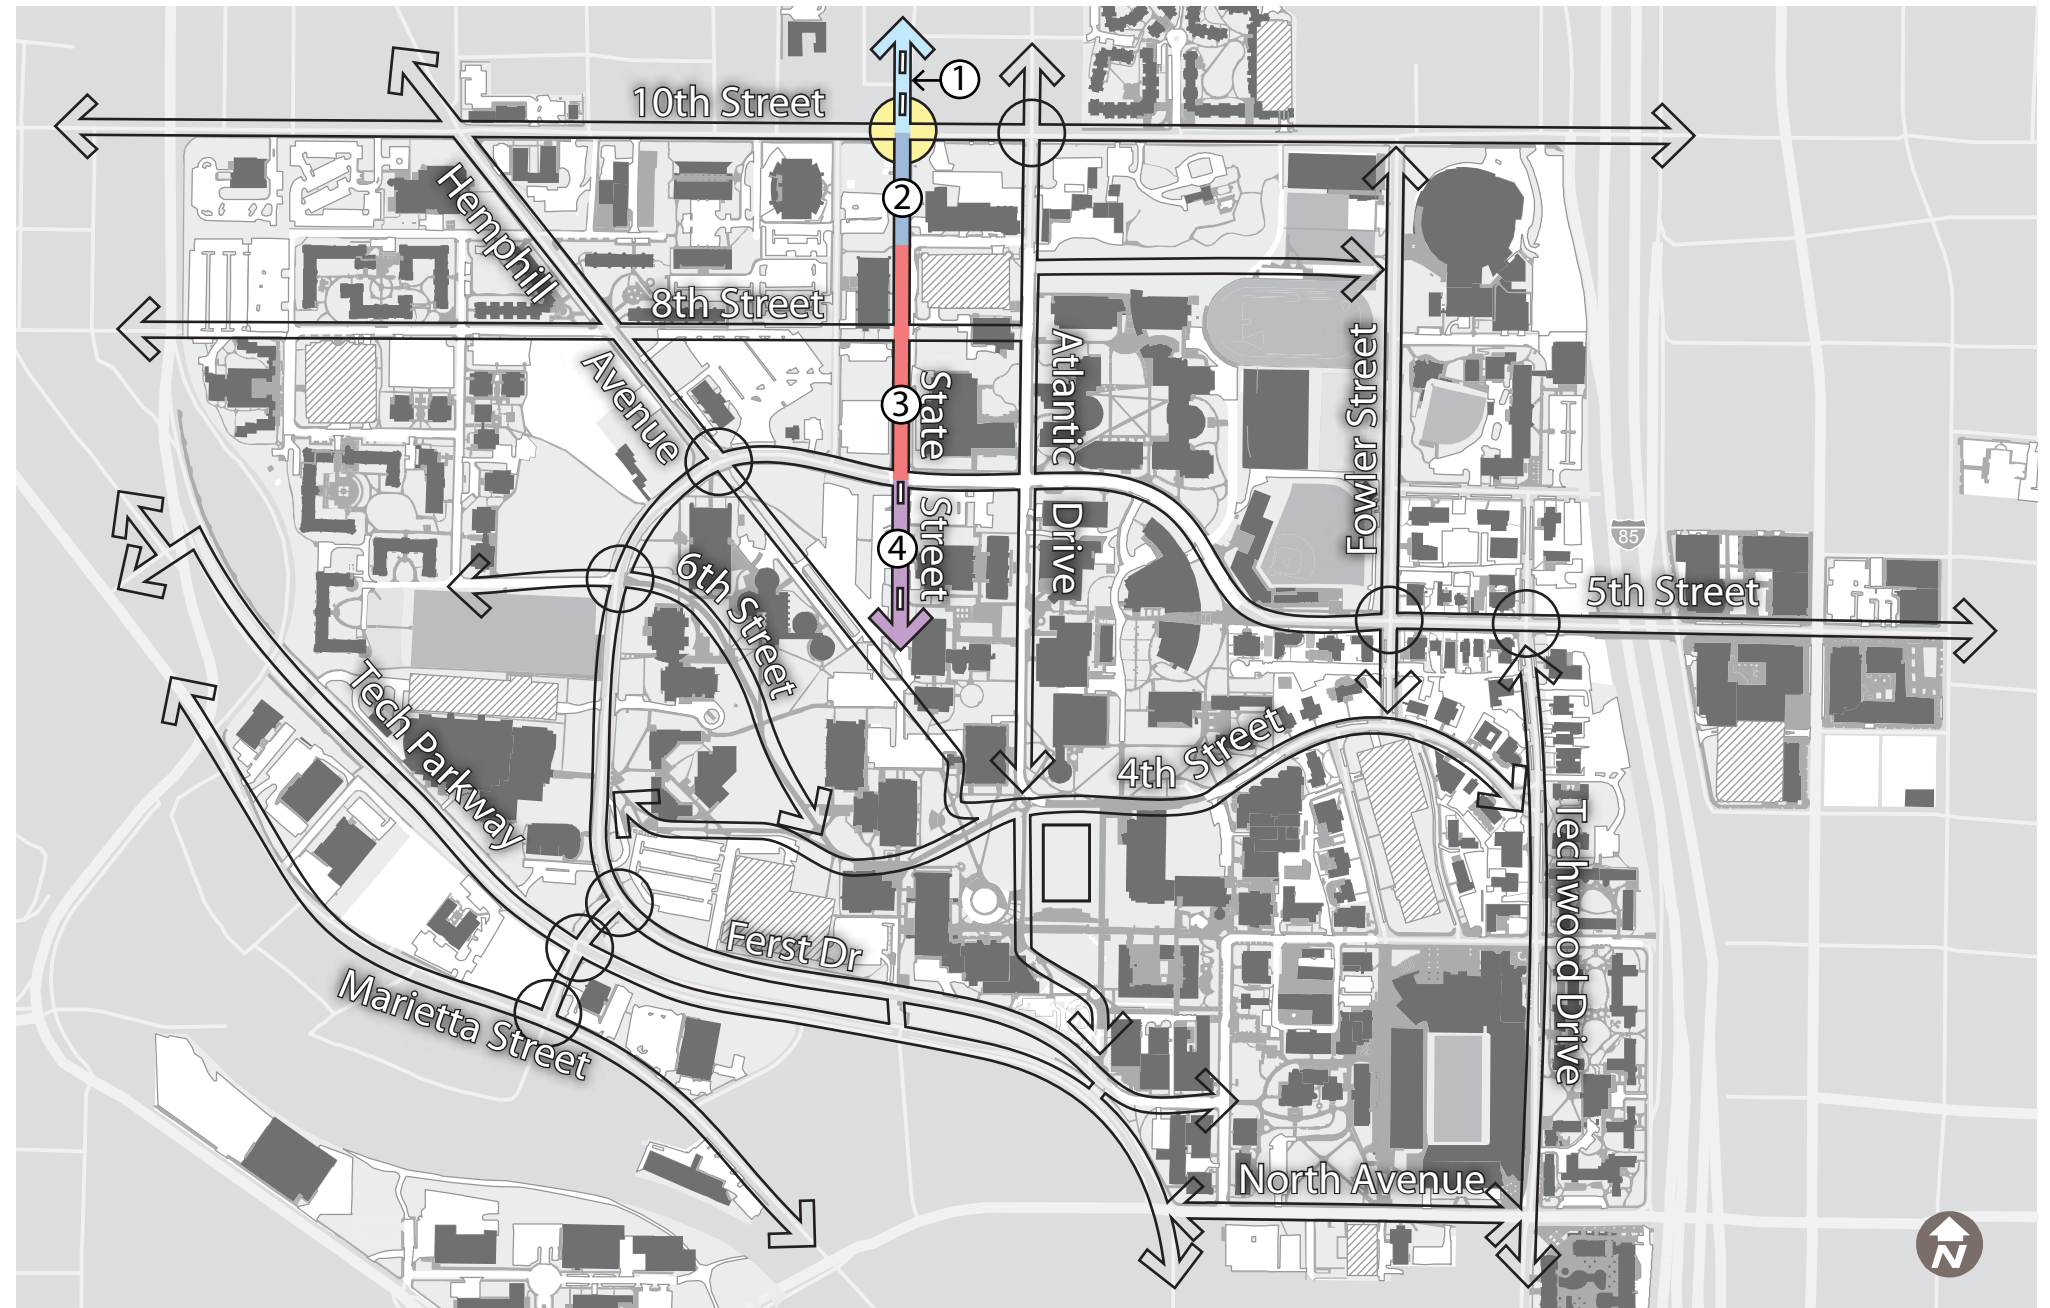 1
10th Street
2
Hemphill
Avenue
8th Street
3
State
Street
Atlantic
Drive
Fowler Street
4
85
6th Street
5th Street
Tech Parkway
4th Street
Techwood Drive
Ferst Dr
Marietta Street
North Avenue
N